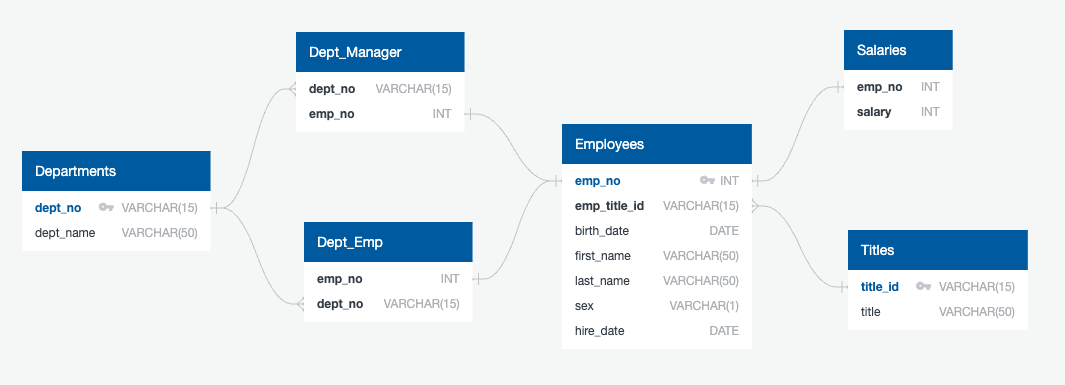 Departments
dept_no VARCHAR(15)
dept_name VARCHAR(50)
Dept_Manager
dept_no VARCHAR(15)
emp_no INT
Dept_Emp
emp_no INT
dept_no VARCHAR(15)
Employees
emp_no INT
emp_title_id VARCHAR(15)
birth_date DATE
first_name VARCHAR(50)
last_name VARCHAR(50)
sex VARCHAR(1)
hire_date DATE
Salaries
emp_no INT
salary INT
Titles
title_id VARCHAR(15)
title VARCHAR(50)